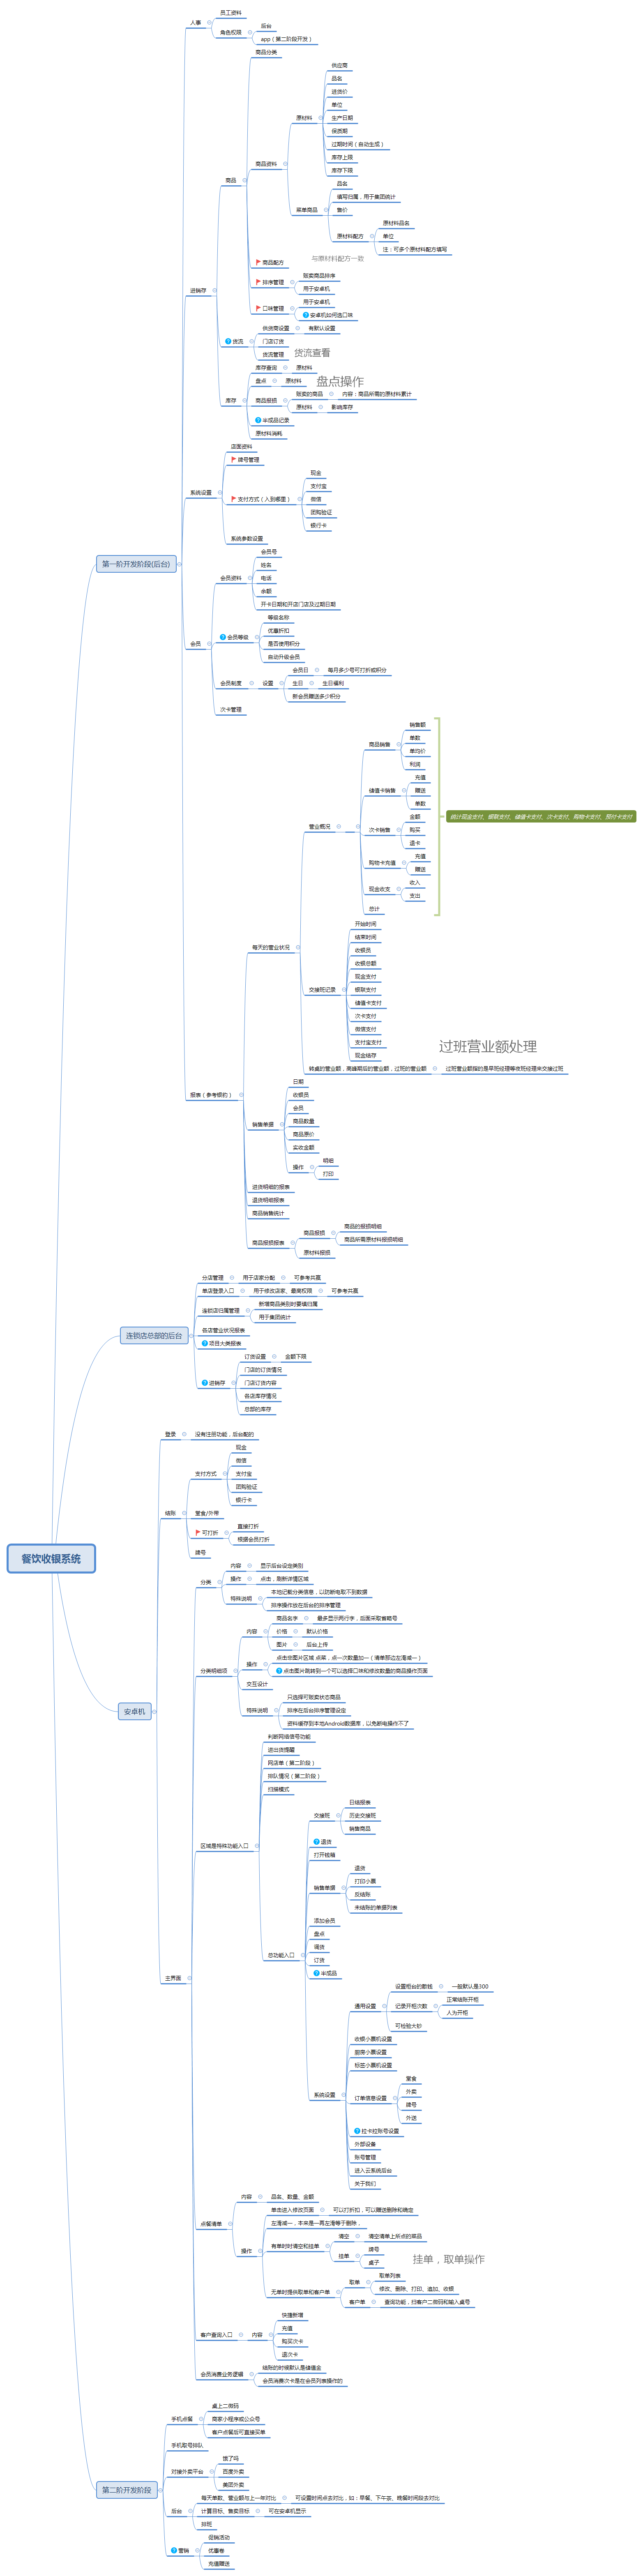 餐饮收银系统
第一阶开发阶段(后台)
人事
员工资料
角色权限
后台
app（第二阶段开发）
进销存
商品
商品分类
商品资料
原材料
供应商
品名
进货价
单位
生产日期
保质期
过期时间（自动生成）
库存上限
库存下限
菜单商品
品名
填写归属，用于集团统计
售价
原材料配方
原材料品名
单位
注：可多个原材料配方填写
商品配方
与原材料配方一致
排序管理
贩卖商品排序
用于安卓机
口味管理
用于安卓机
安卓机如何选口味
货流
供货商设置
有默认设置
门店订货
货流管理
货流查看
库存
库存查询
原材料
盘点
原材料
盘点操作
商品报损
贩卖的商品
内容：商品所需的原材料累计
原材料
影响库存
半成品记录
原材料消耗
系统设置
店面资料
牌号管理
支付方式（入到哪里）
现金
支付宝
微信
团购验证
银行卡
系统参数设置
会员
会员资料
会员号
姓名
电话
余额
开卡日期和开店门店及过期日期
会员等级
等级名称
优惠折扣
是否使用积分
自动升级会员
会员制度
设置
会员日
每月多少号可打折或积分
生日
生日福利
新会员赠送多少积分
次卡管理
报表（参考银豹）
每天的营业状况
营业概况
商品销售
销售额
单数
单均价
利润
储值卡销售
充值
赠送
单数
次卡销售
金额
购买
退卡
购物卡充值
充值
赠送
现金收支
收入
支出
总计
统计现金支付、银联支付、储值卡支付、次卡支付、购物卡支付、预付卡支付
交接班记录
开始时间
结束时间
收银员
收银总额
现金支付
银联支付
储值卡支付
次卡支付
微信支付
支付宝支付
现金结存
过班营业额处理
转桌的营业额，高峰期后的营业额，过班的营业额
过班营业额指的是早班经理等夜班经理来交接过班
销售单据
日期
收银员
会员
商品数量
商品原价
实收金额
操作
明细
打印
进货明细的报表
退货明细报表
商品销售统计
商品报损报表
商品报损
商品的报损明细
商品所需原材料报损明细
原材料报损
连锁店总部的后台
分店管理
用于店家分配
可参考共赢
单店登录入口
用于修改店家、最高权限
可参考共赢
连锁店归属管理
新增商品类别时要填归属
用于集团统计
各店营业状况报表
项目大类报表
进销存
订货设置
金额下限
门店的订货情况
门店订货内容
各店库存情况
总部的库存
安卓机
登录
没有注册功能，后台配的
结账
支付方式
现金
微信
支付宝
团购验证
银行卡
堂食/外带
可打折
直接打折
根据会员打折
牌号
主界面
分类
内容
显示后台设定类别
操作
点击，刷新详情区域
特殊说明
本地记载分类信息，以防断电取不到数据
排序操作放在后台的排序管理
分类明细项
内容
商品名字
最多显示两行字，后面采取省略号
价格
默认价格
图片
后台上传
操作
点击非图片区域 点菜，点一次数量加一（清单那边左滑减一）
点击图片跳转到一个可以选择口味和修改数量的商品操作页面
交互设计
特殊说明
只选择可贩卖状态商品
排序在后台排序管理设定
资料缓存到本地Android数据库，以免断电操作不了
区域是特殊功能入口
判断网络信号功能
进出货提醒
网店单（第二阶段）
排队情况（第二阶段）
扫描模式
总功能入口
交接班
日结报表
历史交接班
销售商品
退货
打开钱箱
销售单据
退货
打印小票
反结账
未结账的单据列表
添加会员
盘点
调货
订货
半成品
系统设置
通用设置
设置柜台的散钱
一般默认是300
记录开柜次数
正常结账开柜
人为开柜
可检验大钞
收银小票机设置
厨房小票设置
标签小票机设置
订单信息设置
堂食
外卖
牌号
外送
拉卡拉账号设置
外部设备
账号管理
进入云系统后台
关于我们
点餐清单
内容
品名、数量、金额
操作
单击进入修改页面
可以打折扣，可以赠送删除和确定
左滑减一，本来是一再左滑等于删除，
有单时时清空和挂单
清空
清空清单上所点的菜品
挂单
牌号
桌子
挂单，取单操作
无单时提供取单和客户单
取单
取单列表
修改、删除、打印、追加、收银
客户单
查询功能，扫客户二微码和输入桌号
客户查询入口
内容
快捷新增
充值
购买次卡
退次卡
会员消费业务逻辑
结账的时候默认是储值金
会员消费次卡是在会员列表操作的
第二阶开发阶段
手机点餐
桌上二微码
商家小程序或公众号
客户点餐后可直接买单
手机取号排队
对接外卖平台
饿了吗
百度外卖
美团外卖
后台
每天单数、营业额与上一年对比
可设置时间点去对比，如：早餐、下午茶、晚餐时间段去对比
计算目标、售卖目标
可在安卓机显示
排班
营销
促销活动
优惠卷
充值赠送